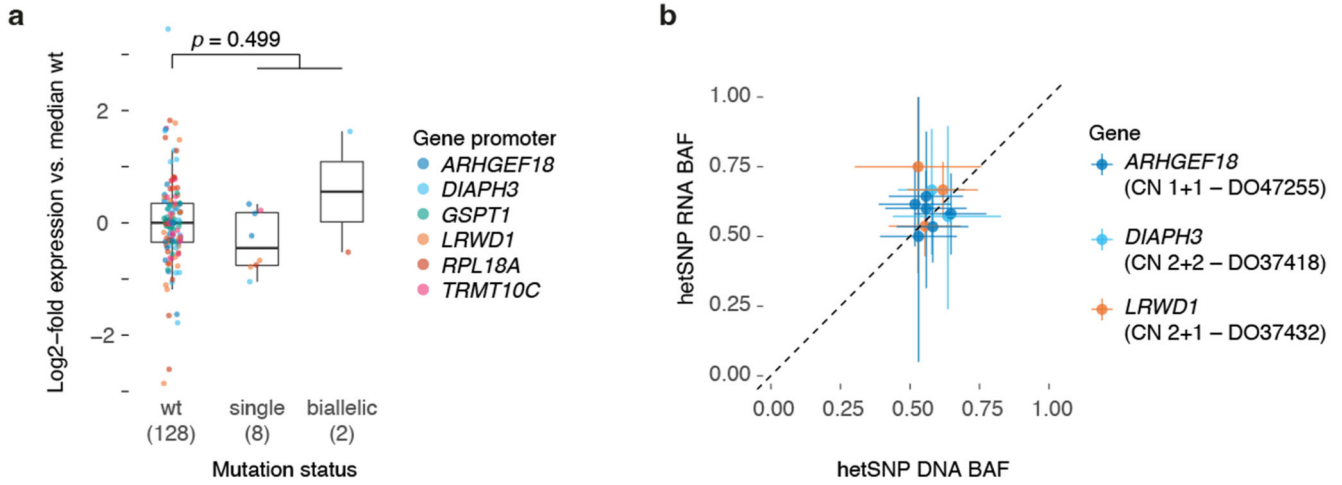 a
p = 0.499
Log2−fold expression vs. median wt
2
0
−2
wt
(128)
single
(8)
biallelic
(2)
Mutation status
Gene promoter
ARHGEF18
DIAPH3
GSPT1
LRWD1
RPL18A
TRMT10C
b
hetSNP RNA BAF
1.00
0.75
0.50
0.25
0.00
0.00 0.25 0.50 0.75 1.00
hetSNP DNA BAF
Gene
ARHGEF18
(CN 1+1 – DO47255)
DIAPH3
(CN 2+2 – DO37418)
LRWD1
(CN 2+1 – DO37432)